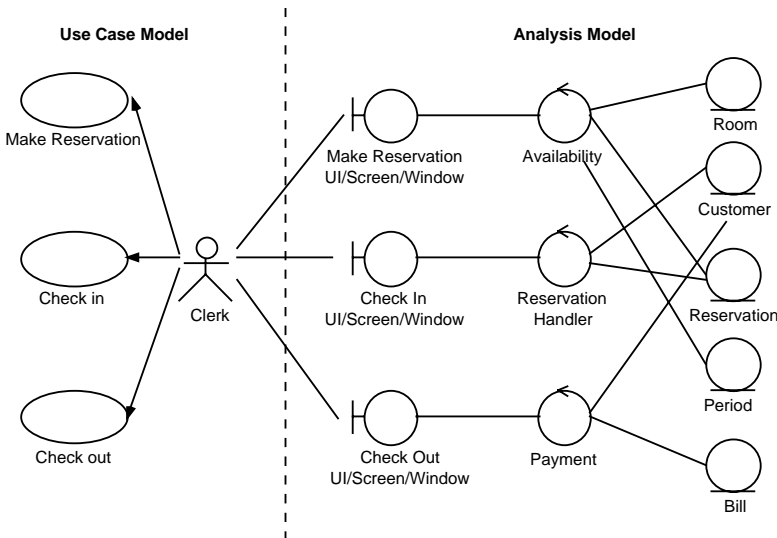 Use Case Model
Analysis Model
Make Reservation
Check in
Check out
Clerk
Make Reservation
UI/Screen/Window
Check In
UI/Screen/Window
Check Out
UI/Screen/Window
Availability
Reservation
Handler
Payment
Room
Customer
Reservation
Period
Bill